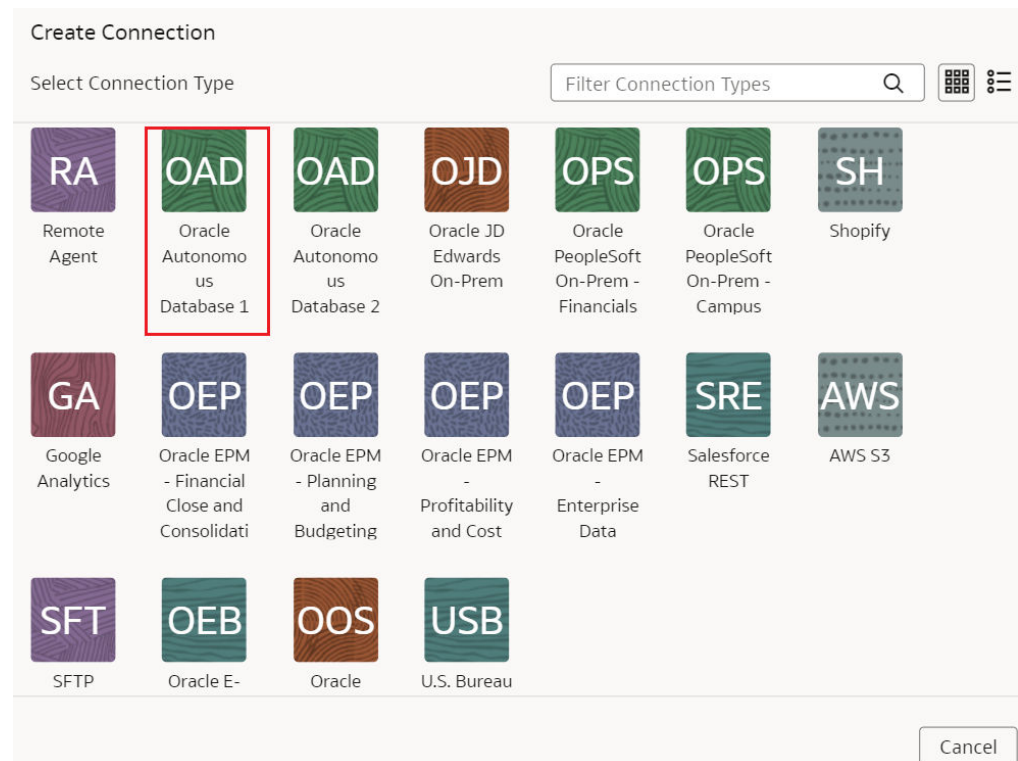 Create Connection
Select Connection Type
Filter Connection Types
RA OAD OAD OJD OPS OPS SH
Remote Oracle Oracle Oracle JD Oracle Oracle Shopify
Agent Autonomo Autonomo Edwards PeopleSoft PeopleSoft
us us On-Prem On-Prem - On-Prem -
Database 1 Database 2 Financials Campus
GA OEP OEP OEP OEP SRE AWS
Google Oracle EPM Oracle EPM Oracle EPM Oracle EPM Salesforce AWS S3
Analytics - Financial - Planning - - REST
Close and and Profitability Enterprise
Consolidati Budgeting and Cost Data
SFT OEB OOS USB
SFTP Oracle E- Oracle U.S. Bureau
Cancel